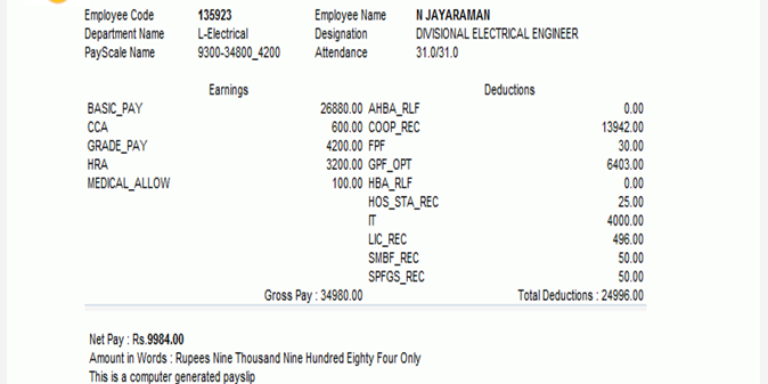 Employee Code 135923 Employee Name N JAYARAMAN
Department Name L-Electrical Designation DIVISIONAL ELECTRICAL ENGINEER
PayScale Name 9300-34800_4200 Attendance 31.0/31.0
Earnings Deductions
BASIC_PAY 26880.00 AHBA_RLF 0.00
CCA 600.00 COOP_REC 13942.00
GRADE_PAY 4200.00 FPF 30.00
HRA 3200.00 GPF_OPT 6403.00
MEDICAL_ALLOW 100.00 HBA_RLF 0.00
HOS_STA_REC 25.00
IT 4000.00
LIC_REC 496.00
SMBF_REC 50.00
SPFGS_REC 50.00
Gross Pay : 34980.00 Total Deductions : 24996.00
Net Pay : Rs.9984.00
Amount in Words : Rupees Nine Thousand Nine Hundred Eighty Four Only
This is a computer generated payslip